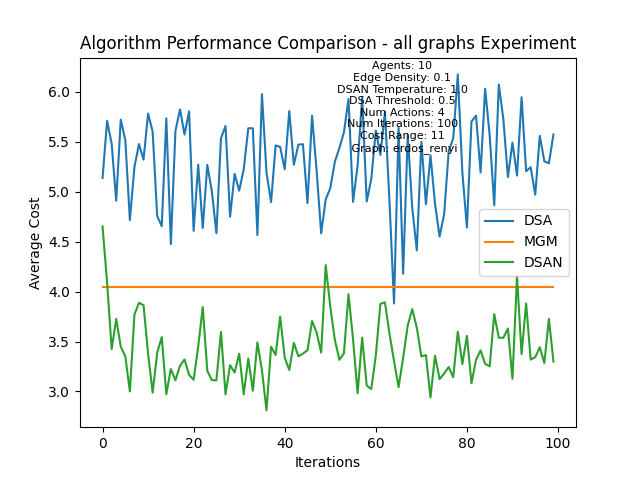 Algorithm Performance Comparison - all graphs Experiment
Agents: 10
Edge Density: 0.1
DSAN Temperature: 1.0
DSA Threshold: 0.5
Num Actions: 4
Num Iterations: 100
Cost Range: 11
Graph: erdos_renyi
6.0
5.5
5.0
4.5
4.0
3.5
3.0
Average Cost
DSA
MGM
DSAN
0 20 40 60 80 100
Iterations